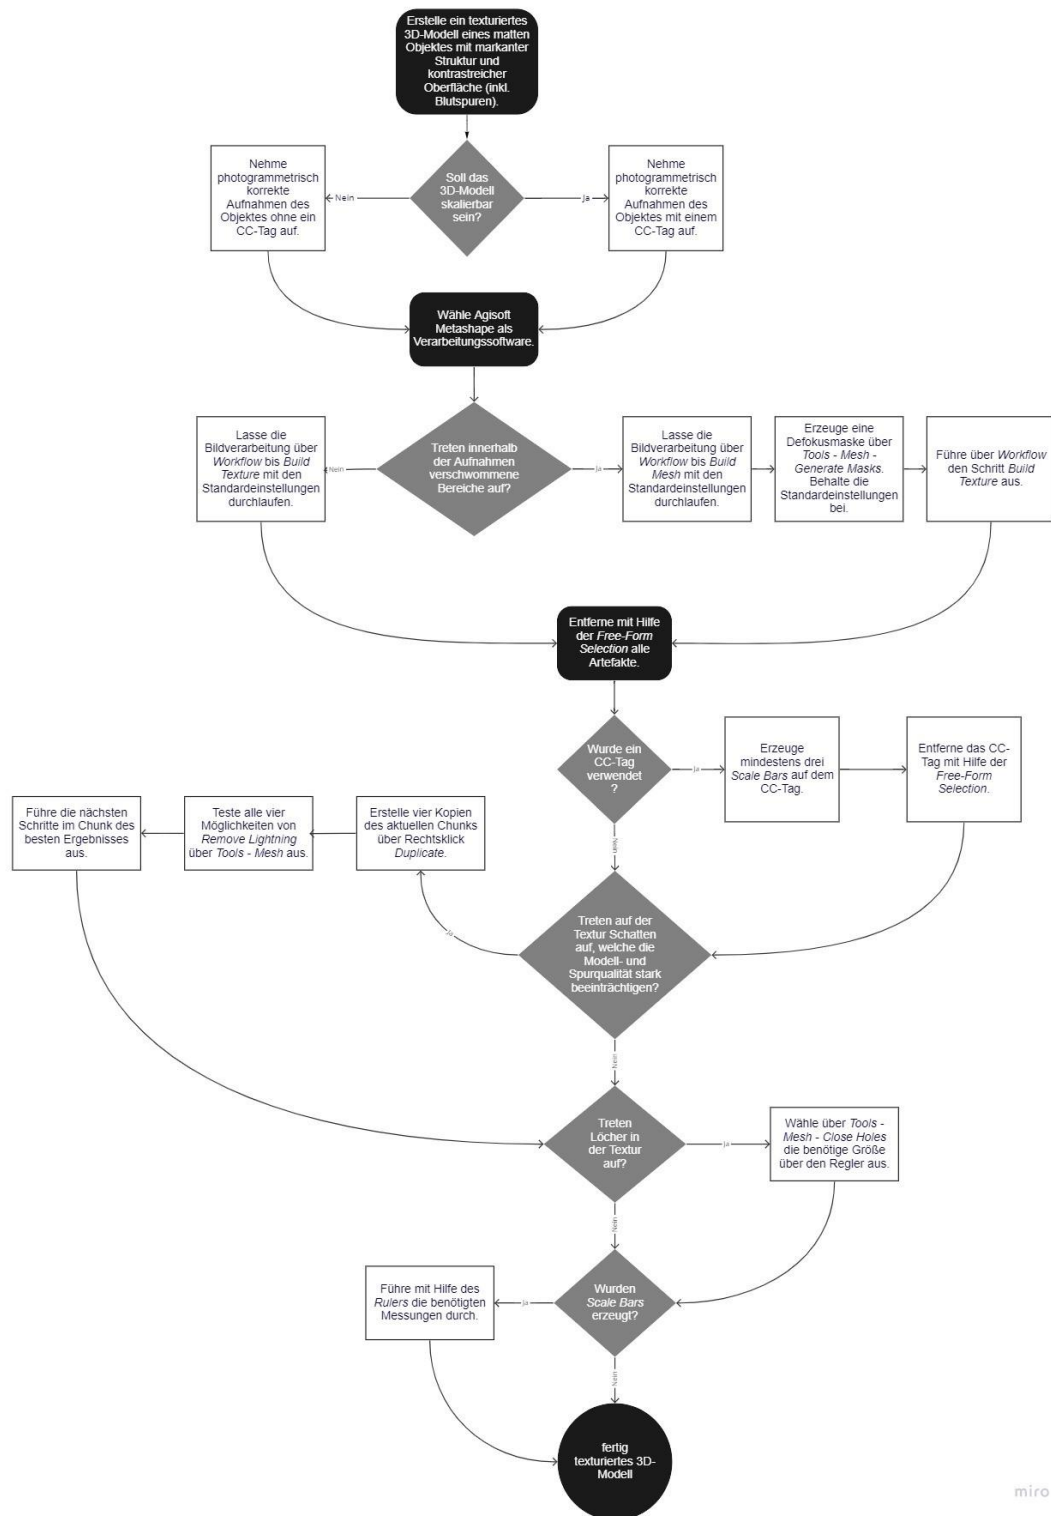 Erstelle ein texturiertes
3D-Modell eines matten
Objektes mit markanter
Struktur und
kontrastreicher
Oberfläche (inkl.
Blutspuren).
Nehme
photogrammetrisch
korrekte
Aufnahmen des
Objektes ohne ein
CC-Tag auf.
Nein
Soll das
3D-Modell
skalierbar
sein?
Ja
Nehme
photogrammetrisch
korrekte
Aufnahmen des
Objektes mit einem
CC-Tag auf.
Wähle Agisoft
Metashape als
Verarbeitungssoftware.
Lasse die
Bildverarbeitung über
Workflow bis Build
Texture mit den
Standardeinstellungen
durchlaufen.
Nein
Treten innerhalb
der Aufnahmen
verschwommene
Bereiche auf?
Ja
Lasse die
Bildverarbeitung über
Workflow bis Build
Mesh mit den
Standardeinstellungen
durchlaufen.
Erzeuge eine
Defokusmaske über
Tools - Mesh -
Generate Masks.
Behalte die
Standardeinstellungen
bei.
Führe über Workflow
den Schritt Build
Texture aus.
Entferne mit Hilfe
der Free-Form
Selection alle
Artefakte.
Wurde ein
CC-Tag
verwendet
?
Ja
Erzeuge
mindestens drei
Scale Bars auf dem
CC-Tag.
Entferne das CC-
Tag mit Hilfe der
Free-Form
Selection.
Nein
Führe die nächsten
Schritte im Chunk des
besten Ergebnisses
aus.
Teste alle vier
Möglichkeiten von
Remove Lightning
über Tools - Mesh aus.
Erstelle vier Kopien
des aktuellen Chunks
über Rechtsklick
Duplicate.
Ja
Treten auf der
Textur Schatten
auf, welche die
Modell- und
Spurqualität stark
beeinträchtigen?
Nein
Treten
Löcher in
der Textur
auf?
Ja
Wähle über Tools -
Mesh - Close Holes
die benötige Größe
über den Regler aus.
Nein
Führe mit Hilfe des
Rulers die benötigten
Messungen durch.
Ja
Wurden
Scale Bars
erzeugt?
Nein
fertig
texturiertes 3D-
Modell
miro